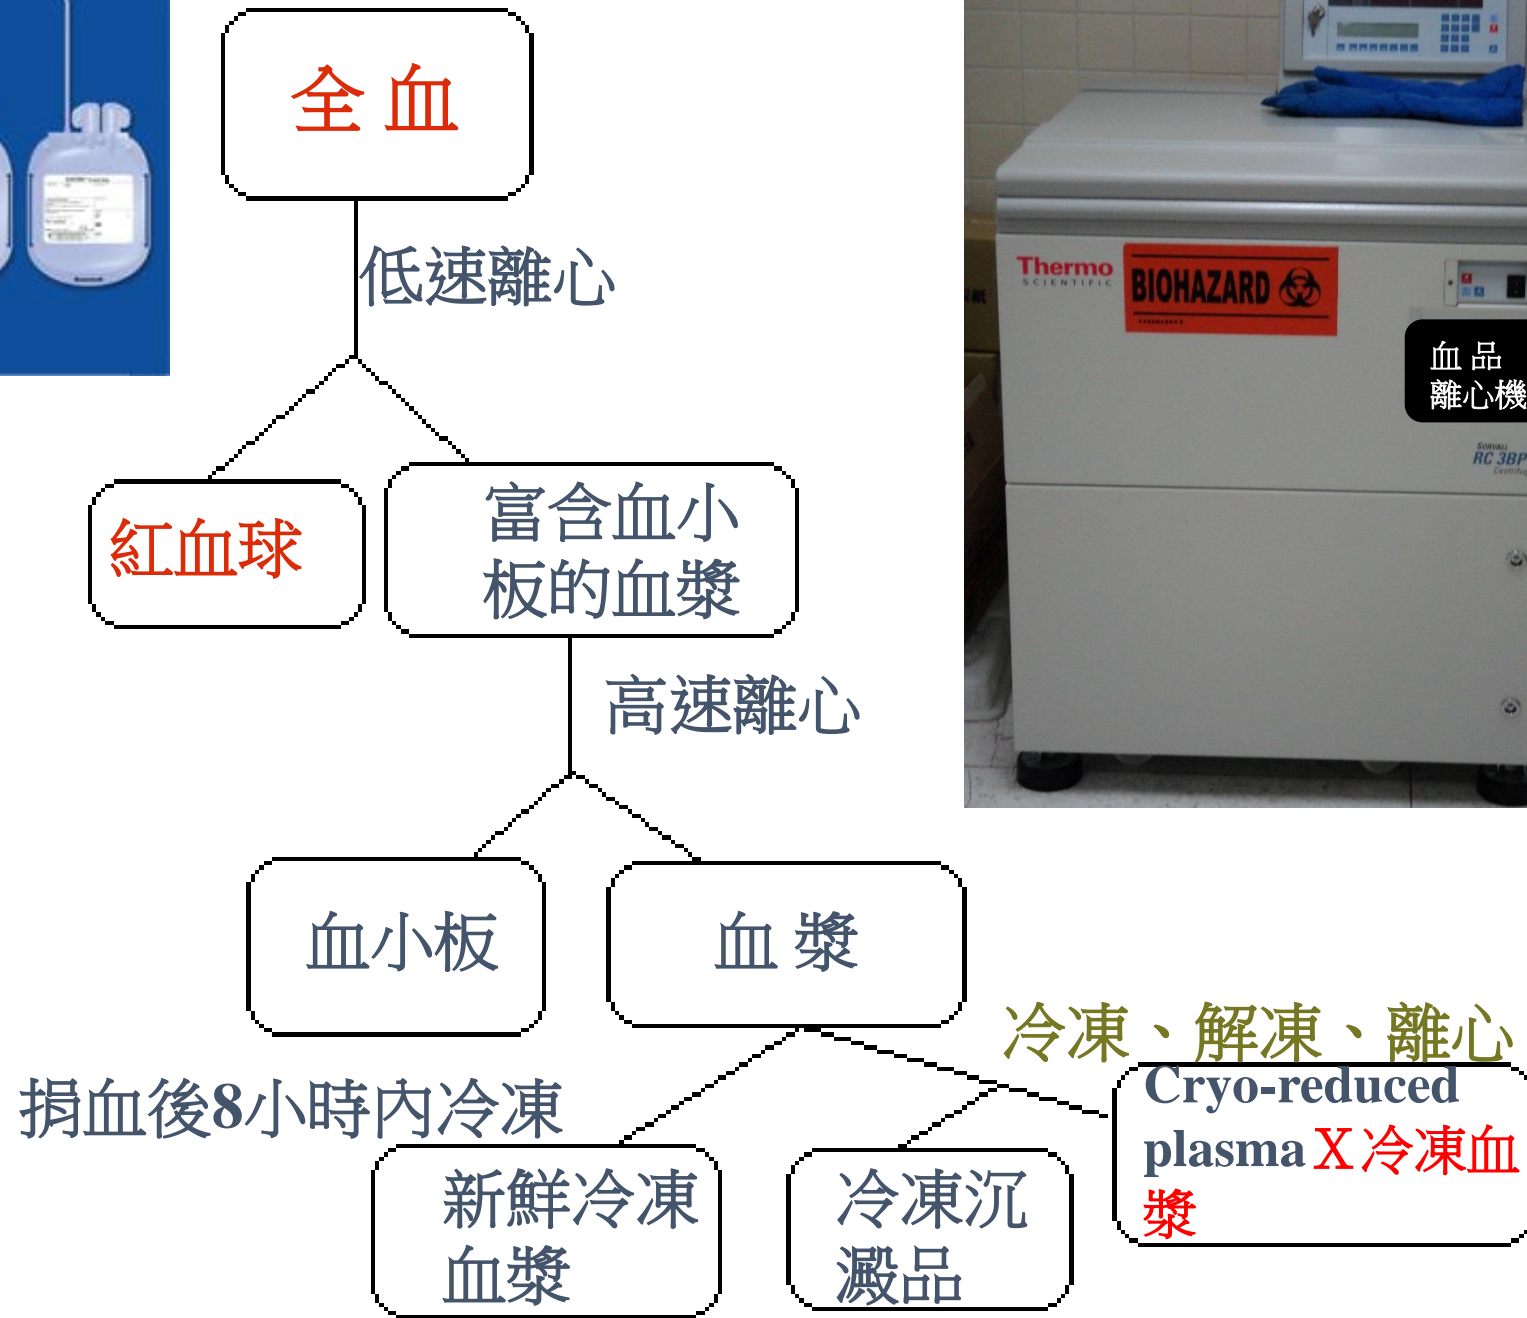 全 血
低速離心
紅血球
富含血小
板的血漿
高速離心
血小板
血 漿
冷凍、解凍、離心
捐血後8小時內冷凍
新鮮冷凍
血漿
冷凍沉
澱品
Cryo-reduced
plasma X 冷凍血
漿
Thermo
SCIENTIFIC
BIOHAZARD
血 品
離心機
SORVALL
RC 3BP